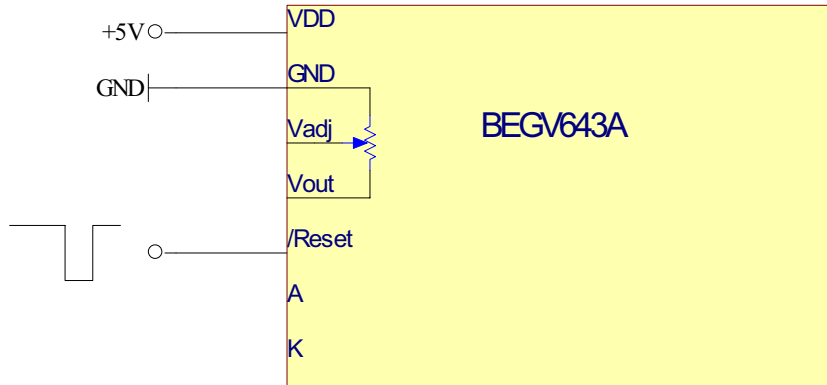 +5V
VDD
GND
GND
BEGV643A
Vadj
Vout
/Reset
A
K